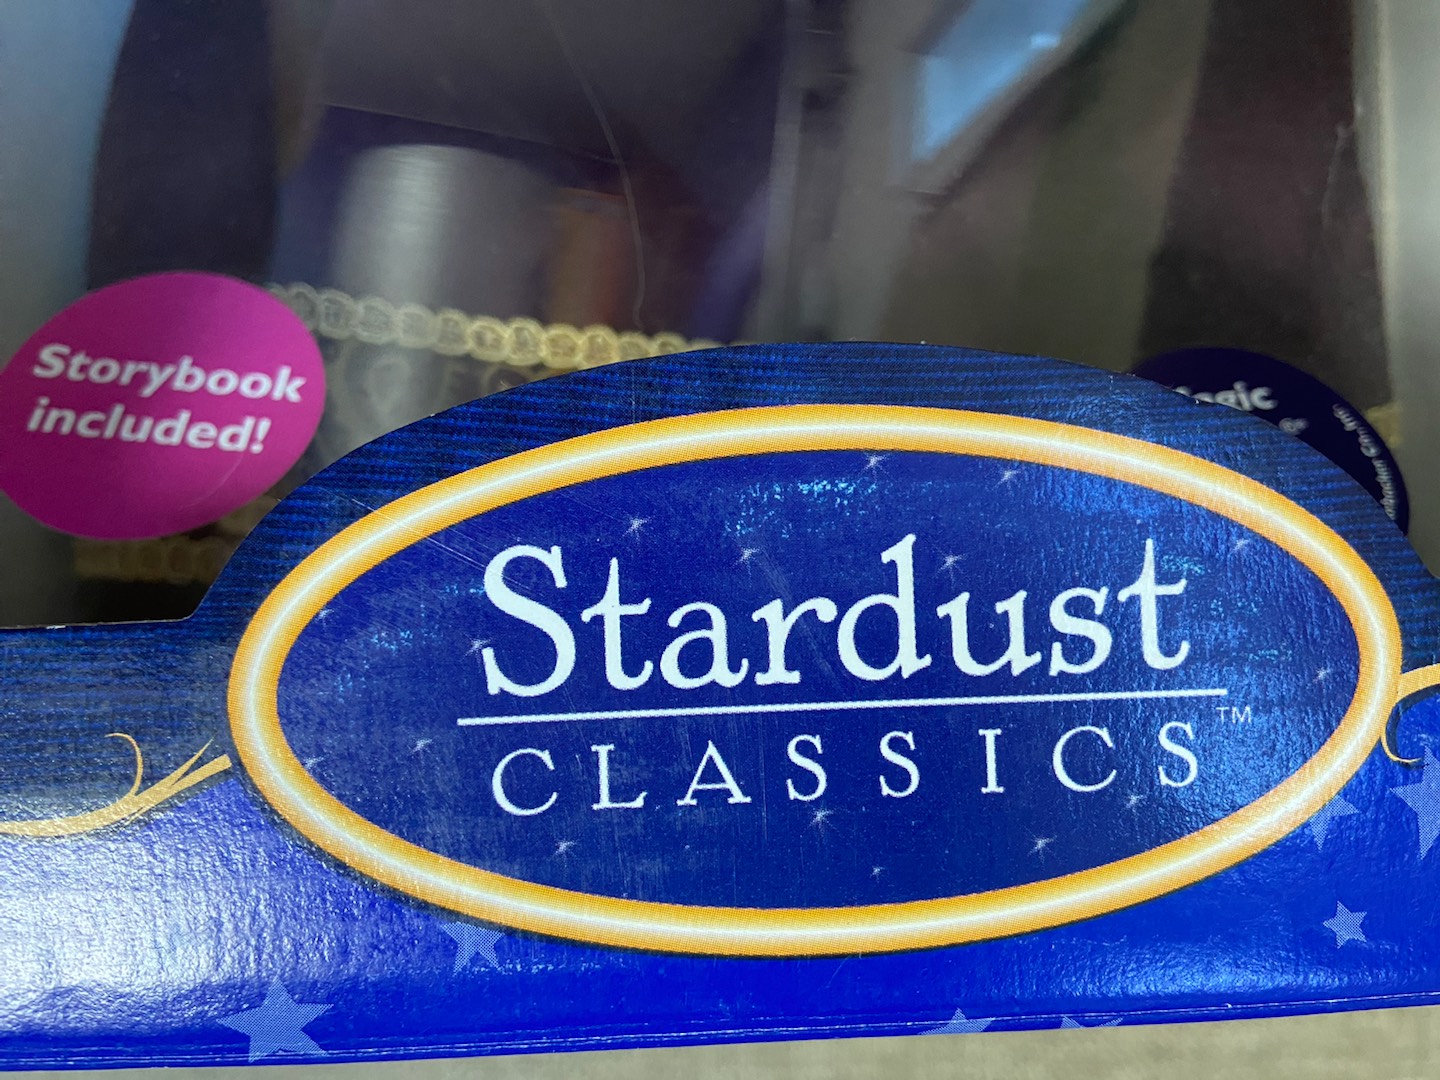 Storybook
included!
Stardust
CLASSICS™